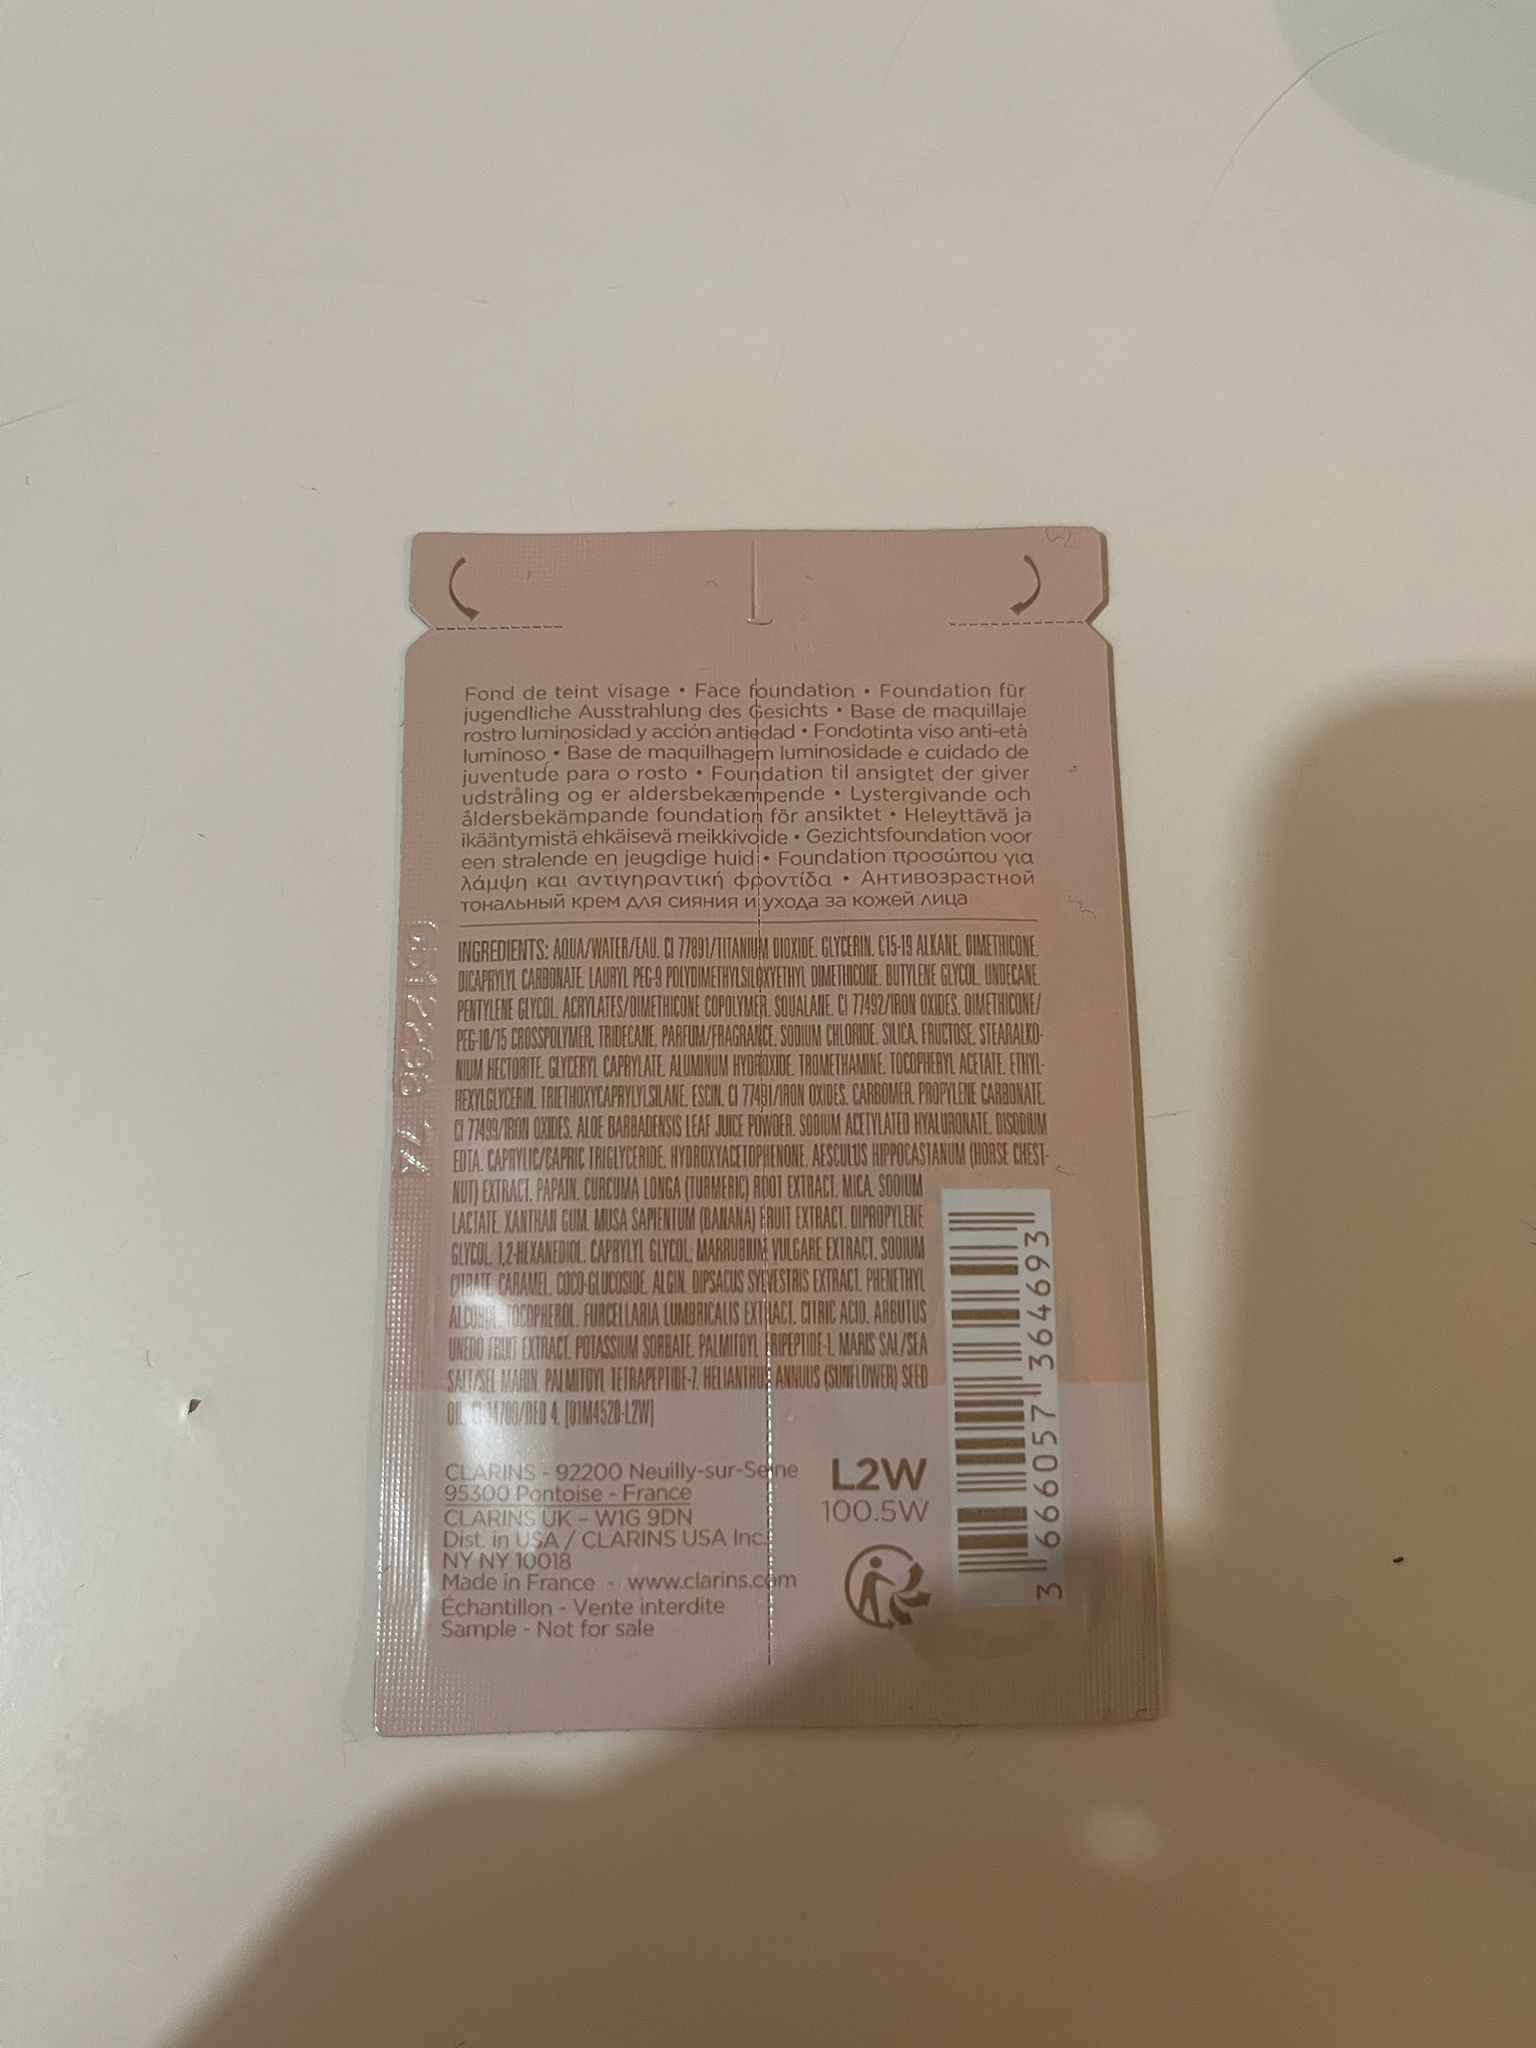 Fond de teint visage • Face foundation • Foundation für
jugendliche Ausstrahlung des Gesichts • Base de maquillaje
rostro luminosidad y acción antiedad • Fondotinta viso anti-età
luminoso • Base de maquilhagem luminosidade e cuidado de
juventude para o rosto • Foundation til ansigtet der giver
udstråling og er aldersbekæmpende • Lystergivande och
åldersbekämpande foundation för ansiktet • Heleyttävä ja
ikääntymistä ehkäisevä meikkivoide • Gezichtsfoundation voor
een stralende en jeugdige huid • Foundation προσώπου για
λάμψη και αντιγηραντική φροντίδα • Антивозрастной
тональный крем для сияния и ухода за кожей лица
INGREDIENTS: AQUA/WATER/EAU. CI 77891/TITANIUM DIOXIDE. GLYCERIN. C15-19 ALKANE. DIMETHICONE.
DICAPRYLYL CARBONATE. LAURYL PEG-9 POLYDIMETHYLSILOXYETHYL DIMETHICONE. BUTYLENE GLYCOL. UNDECANE.
PENTYLENE GLYCOL. ACRYLATES/DIMETHICONE COPOLYMER. SQUALANE. CI 77492/IRON OXIDES. DIMETHICONE/
PEG-10/15 CROSSPOLYMER. TRIDECANE. PARFUM/FRAGRANCE. SODIUM CHLORIDE. SILICA. FRUCTOSE. STEARALKO-
NIUM HECTORITE. GLYCERYL CAPRYLATE. ALUMINUM HYDROXIDE. TROMETHAMINE. TOCOPHERYL ACETATE. ETHYL-
HEXYLGLYCERIN. TRIETHOXYCAPRYLYLSILANE. ESCIN. CI 77491/IRON OXIDES. CARBOMER. PROPYLENE CARBONATE.
CI 77499/IRON OXIDES. ALOE BARBADENSIS LEAF JUICE POWDER. SODIUM ACETYLATED HYALURONATE. DISODIUM
EDTA. CAPRYLIC/CAPRIC TRIGLYCERIDE. HYDROXYACETOPHENONE. AESCULUS HIPPOCASTANUM (HORSE CHEST-
NUT) EXTRACT. PAPAIN. CURCUMA LONGA (TURMERIC) ROOT EXTRACT. MICA. SODIUM
LACTATE. XANTHAN GUM. MUSA SAPIENTUM (BANANA) FRUIT EXTRACT. DIPROPYLENE
GLYCOL. 1,2-HEXANEDIOL. CAPRYLYL GLYCOL. MARRUBIUM VULGARE EXTRACT. SODIUM
CITRATE. CARAMEL. COCO-GLUCOSIDE. ALGIN. DIPSACUS SYLVESTRIS EXTRACT. PHENETHYL
ALCOHOL. TOCOPHEROL. FURCELLARIA LUMBRICALIS EXTRACT. CITRIC ACID. ARBUTUS
UNEDO FRUIT EXTRACT. POTASSIUM SORBATE. PALMITOYL TRIPEPTIDE-1. MARIS SAL/SEA
SALT/SEL MARIN. PALMITOYL TETRAPEPTIDE-7. HELIANTHUS ANNUUS (SUNFLOWER) SEED
OIL. CI 14700/RED 4. [01M4520-L2W]
CLARINS - 92200 Neuilly-sur-Seine
95300 Pontoise - France
CLARINS UK - W1G 9DN
Dist. in USA / CLARINS USA Inc.
NY NY 10018
Made in France - www.clarins.com
Échantillon - Vente interdite
Sample - Not for sale
L2W
100.5W
3 666057 364693